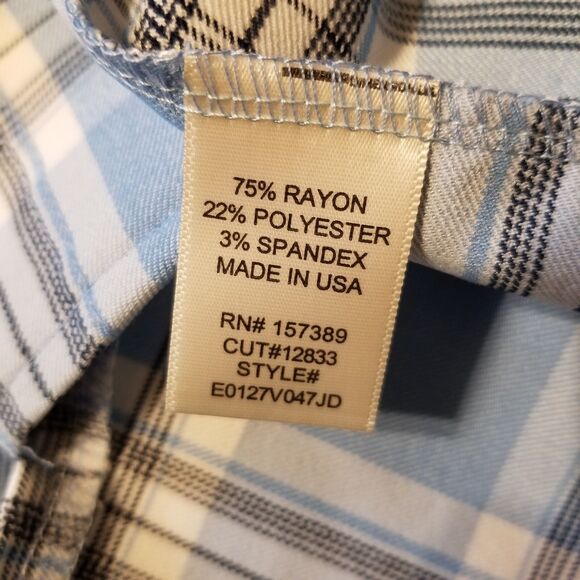 75% RAYON
22% POLYESTER
3% SPANDEX
MADE IN USA
RN# 157389
CUT#12833
STYLE#
E0127V047JD